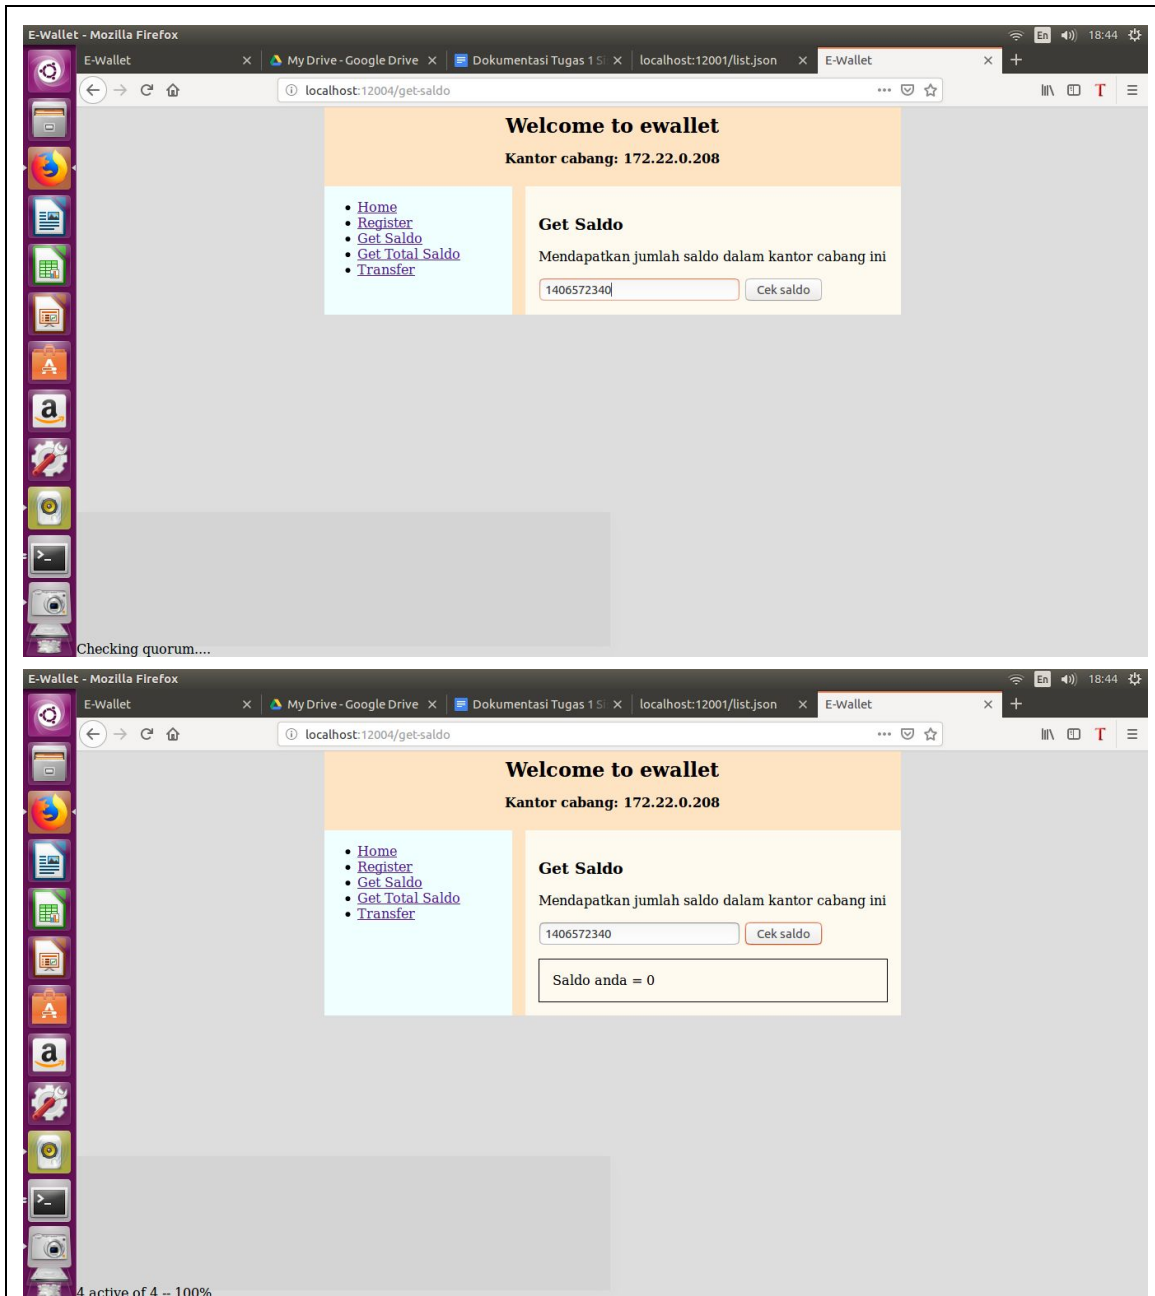 E-Wallet - Mozilla Firefox
En 18:44
E-Wallet
My Drive - Google Drive
Dokumentasi Tugas 1 Si
localhost:12001/list.json
E-Wallet
localhost:12004/get-saldo
Welcome to ewallet
Kantor cabang: 172.22.0.208
Home
Register
Get Saldo
Get Total Saldo
Transfer
Get Saldo
Mendapatkan jumlah saldo dalam kantor cabang ini
1406572340 Cek saldo
Checking quorum....
E-Wallet - Mozilla Firefox
En 18:44
E-Wallet
My Drive - Google Drive
Dokumentasi Tugas 1 Si
localhost:12001/list.json
E-Wallet
localhost:12004/get-saldo
Welcome to ewallet
Kantor cabang: 172.22.0.208
Home
Register
Get Saldo
Get Total Saldo
Transfer
Get Saldo
Mendapatkan jumlah saldo dalam kantor cabang ini
1406572340 Cek saldo
Saldo anda = 0
4 active of 4 -- 100%